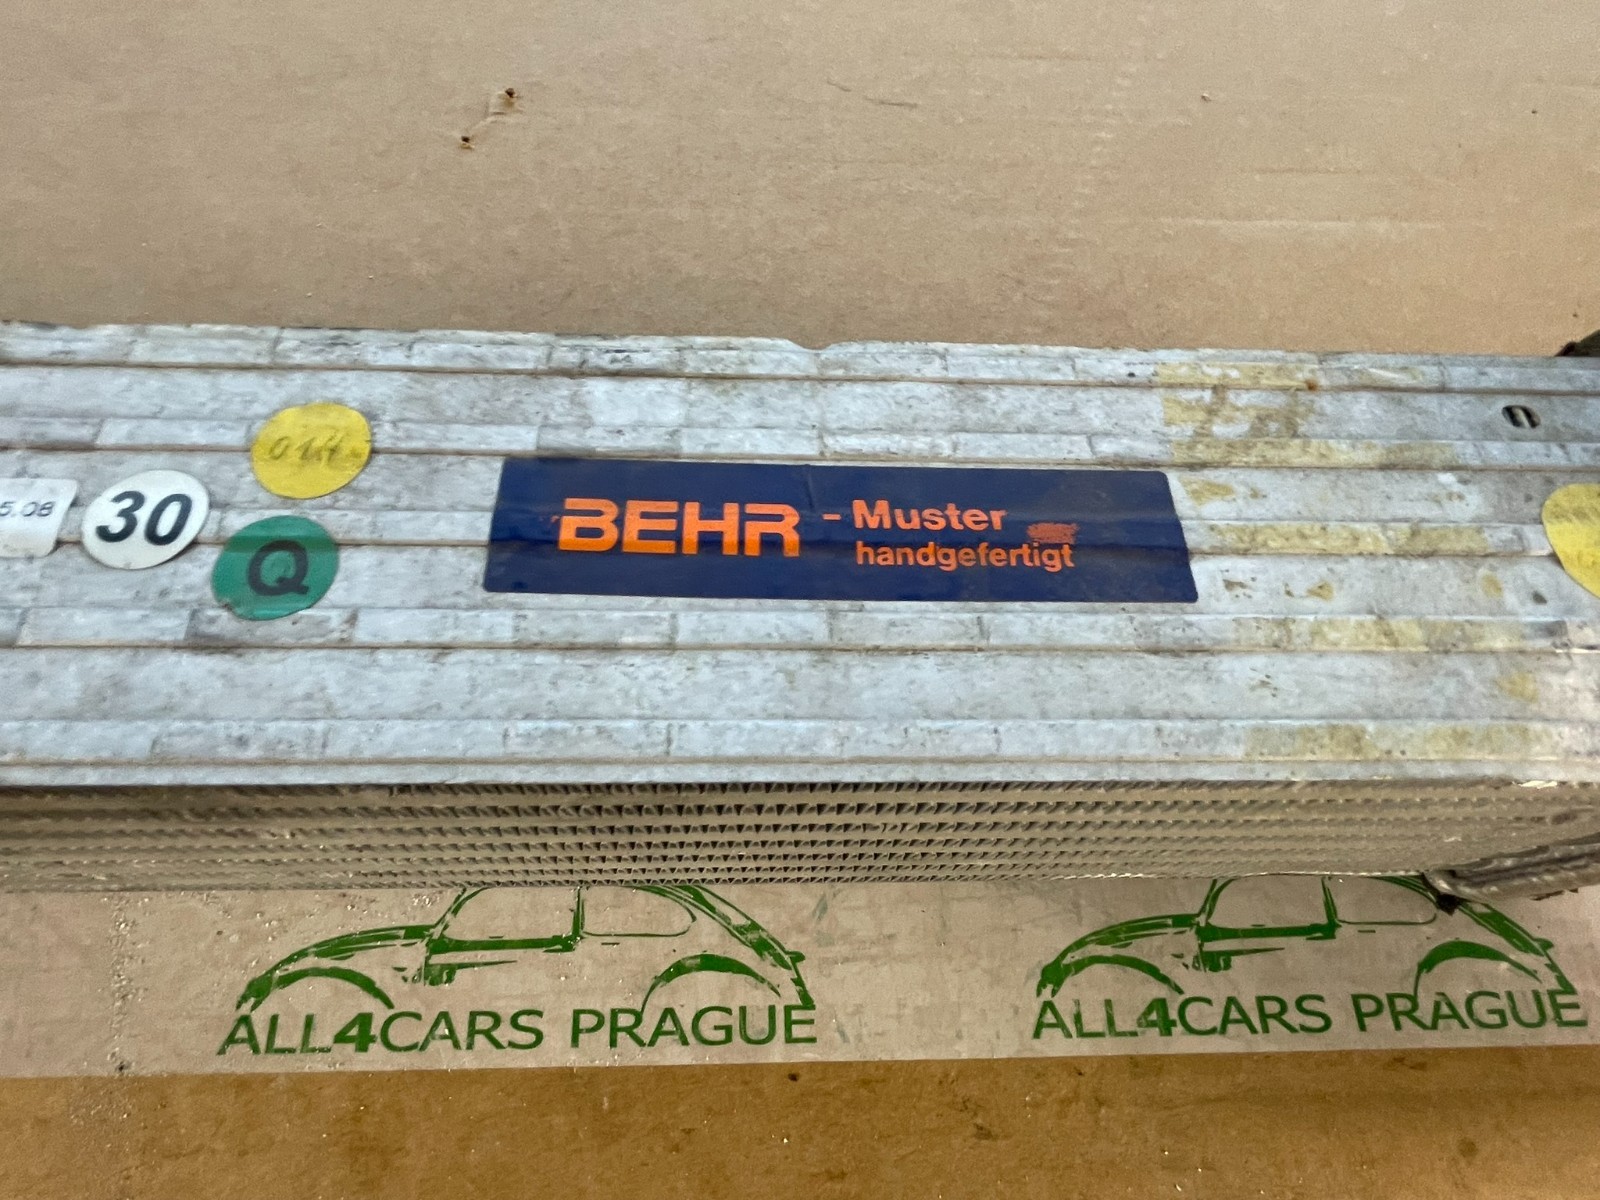 5.08
30
Q
BEHR - Muster
handgefertigt
ALL4CARS PRAGUE
ALL4CARS PRAGUE